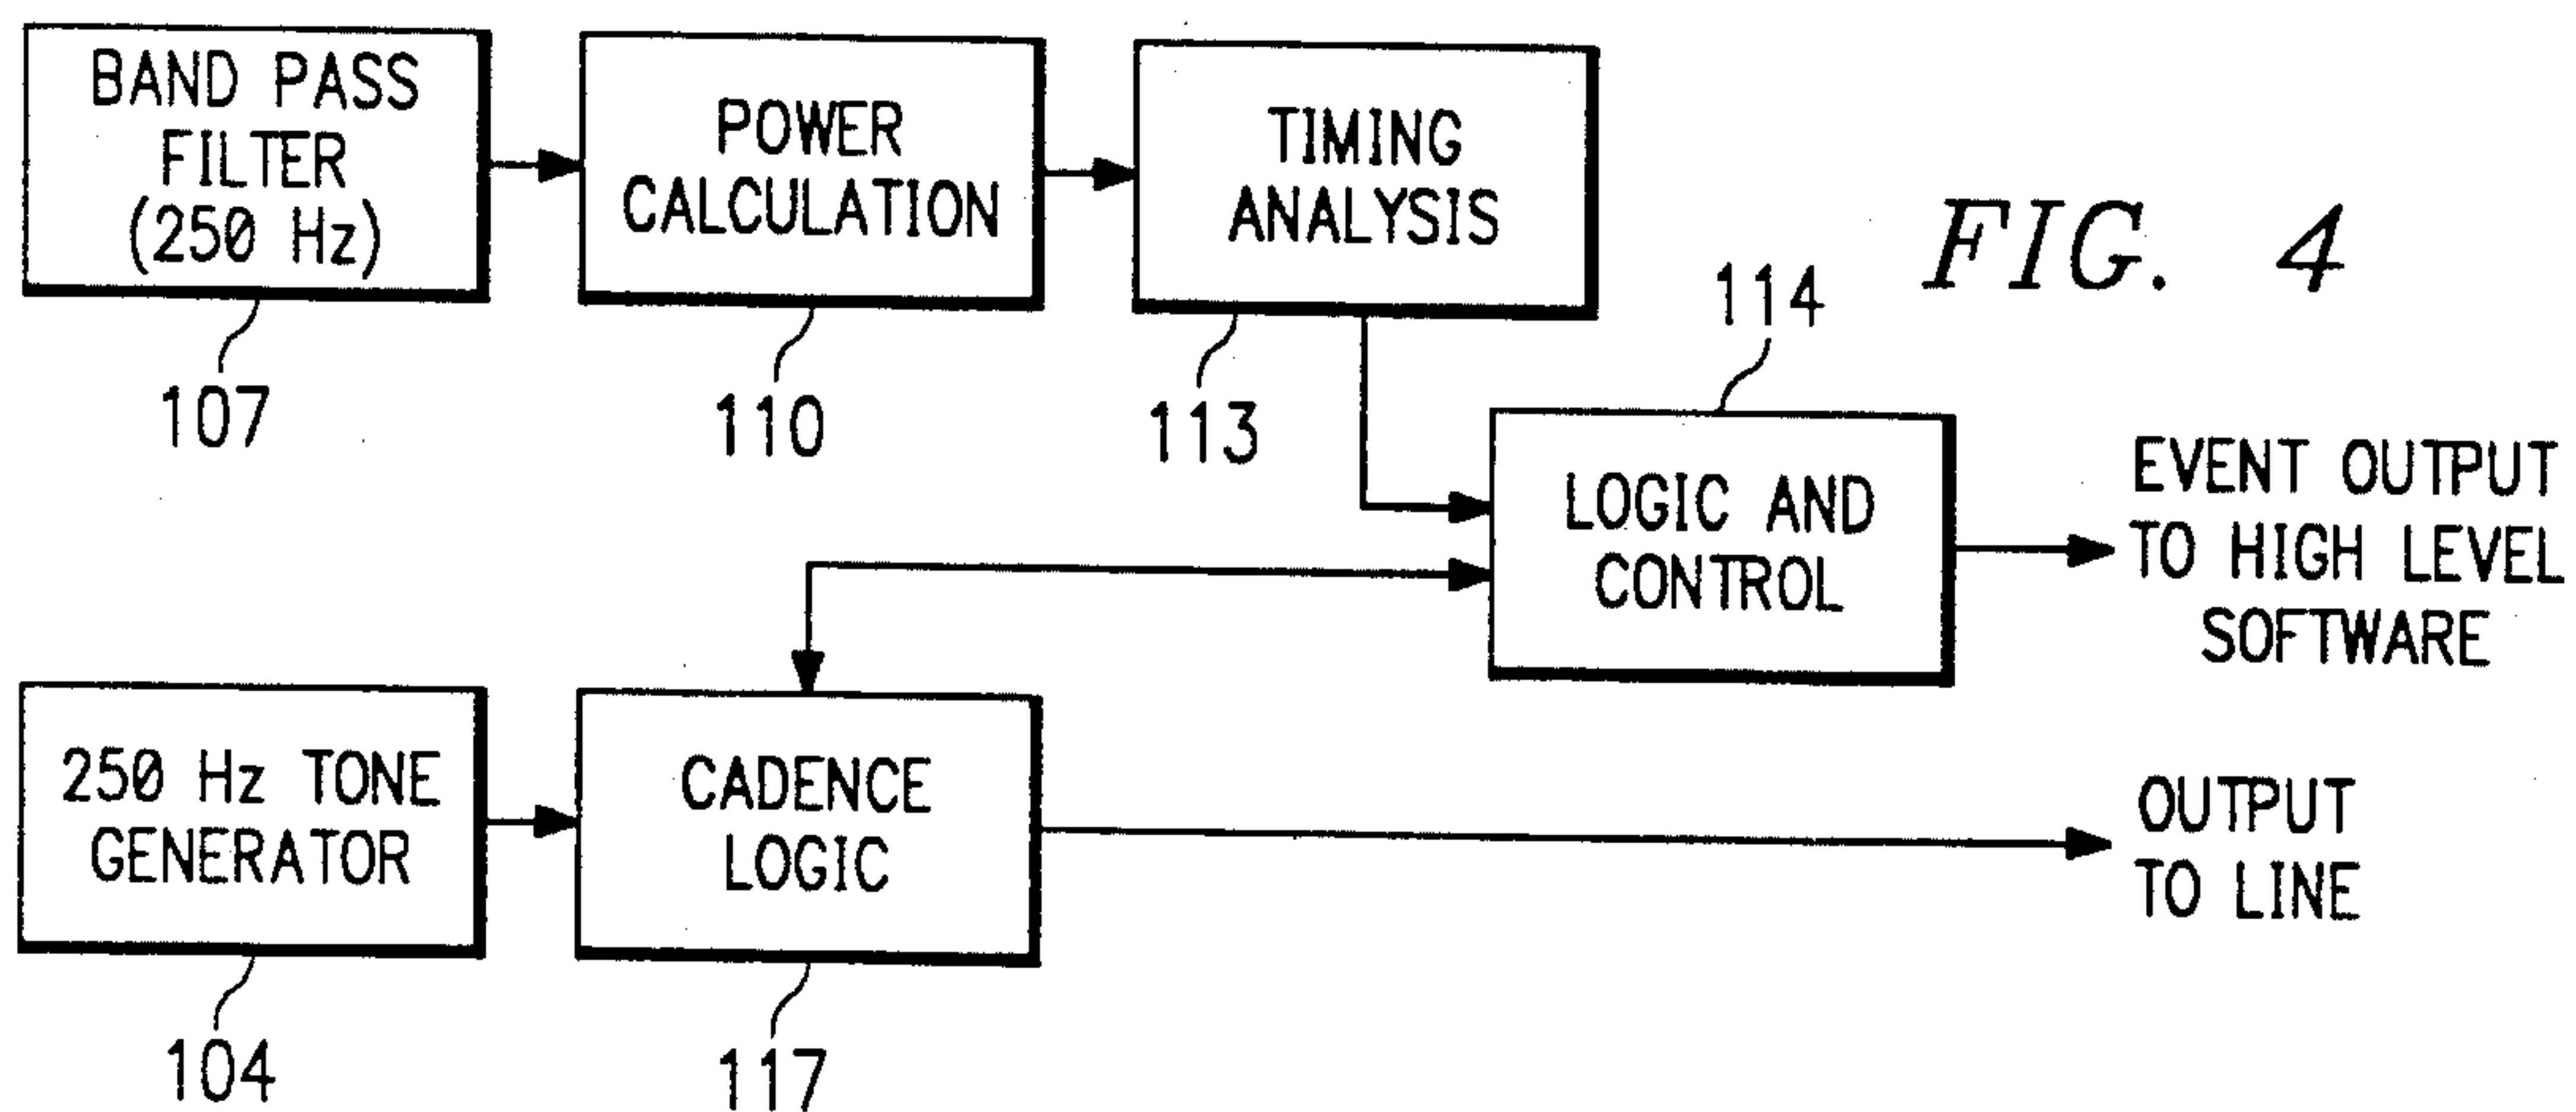 BAND PASS
FILTER
(250 Hz)
107
POWER
CALCULATION
110
TIMING
ANALYSIS
113
FIG. 4
114
LOGIC AND
CONTROL
EVENT OUTPUT
TO HIGH LEVEL
SOFTWARE
250 Hz TONE
GENERATOR
104
CADENCE
LOGIC
117
OUTPUT
TO LINE